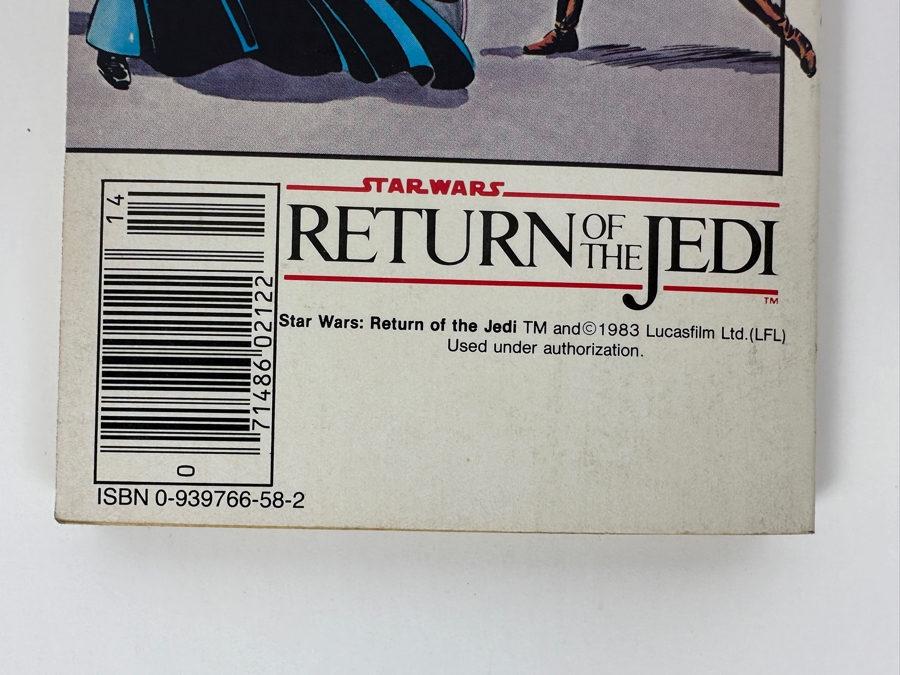 14
71486 02122
0
ISBN 0-939766-58-2
STAR WARS
RETURN OF THE JEDI
TM
Star Wars: Return of the Jedi TM and©1983 Lucasfilm Ltd.(LFL)
Used under authorization.